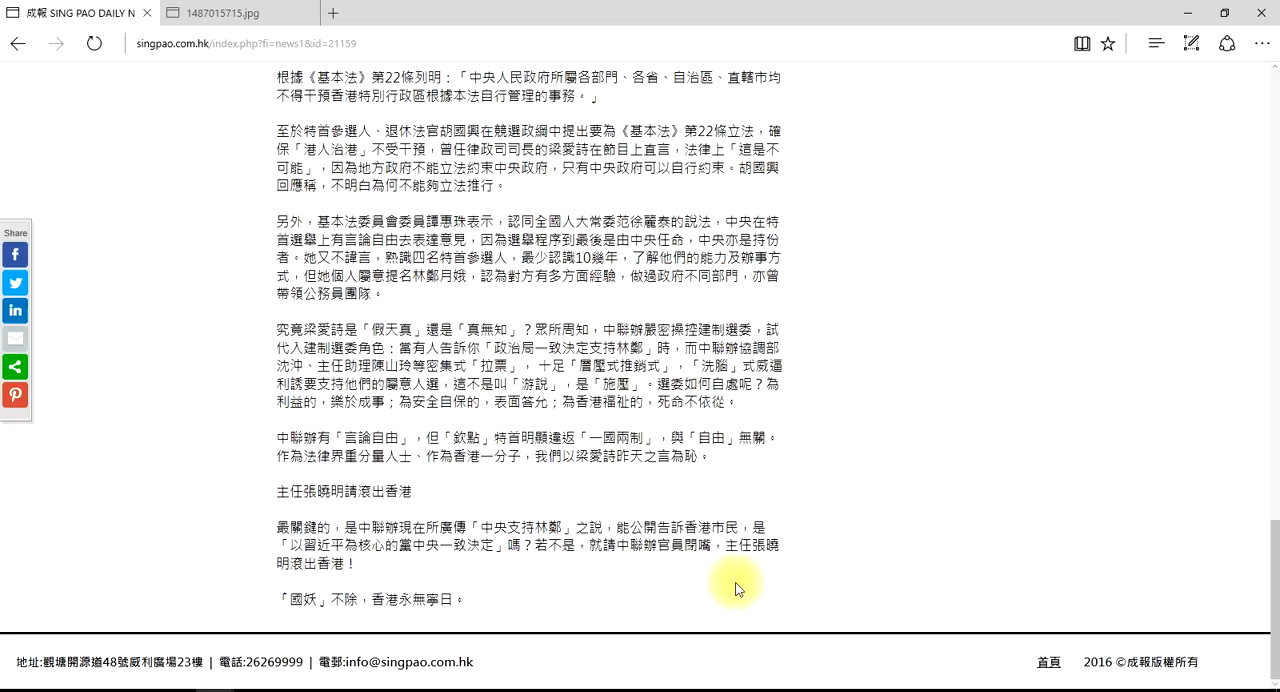 成報 SING PAO DAILY N
1487015715.jpg
singpao.com.hk/index.php?fi=news1&id=21159
根據《基本法》第22條列明：「中央人民政府所屬各部門、各省、自治區、直轄市均
不得干預香港特別行政區根據本法自行管理的事務。」
至於特首參選人、退休法官胡國興在競選政綱中提出要為《基本法》第22條立法，確
保「港人治港」不受干預，曾任律政司司長的梁愛詩在節目上直言，法律上「這是不
可能」，因為地方政府不能立法約束中央政府，只有中央政府可以自行約束。胡國興
回應稱，不明白為何不能夠立法推行。
另外，基本法委員會委員譚惠珠表示，認同全國人大常委范徐麗泰的說法，中央在特
首選舉上有言論自由去表達意見，因為選舉程序到最後是由中央任命，中央亦是持份
者。她又不諱言，熟識四名特首參選人，最少認識10幾年，了解他們的能力及辦事方
式，但她個人屬意提名林鄭月娥，認為對方有多方面經驗，做過政府不同部門，亦曾
帶領公務員團隊。
究竟梁愛詩是「假天真」還是「真無知」？眾所周知，中聯辦嚴密操控建制選委，試
代入建制選委角色：當有人告訴你「政治局一致決定支持林鄭」時，而中聯辦協調部
沈沖、主任助理陳山玲等密集式「拉票」， 十足「層壓式推銷式」，「洗腦」式威逼
利誘要支持他們的屬意人選，這不是叫「游說」，是「施壓」。選委如何自處呢？為
利益的，樂於成事；為安全自保的，表面答允；為香港福祉的，死命不依從。
中聯辦有「言論自由」，但「欽點」特首明顯違返「一國兩制」，與「自由」無關。
作為法律界重分量人士、作為香港一分子，我們以梁愛詩昨天之言為恥。
主任張曉明請滾出香港
最關鍵的，是中聯辦現在所廣傳「中央支持林鄭」之說，能公開告訴香港市民，是
「以習近平為核心的黨中央一致決定」嗎？若不是，就請中聯辦官員閉嘴，主任張曉
明滾出香港！
「國妖」不除，香港永無寧日。
Share
地址:觀塘開源道48號威利廣場23樓 | 電話:26269999 | 電郵:info@singpao.com.hk
首頁 2016 ©成報版權所有